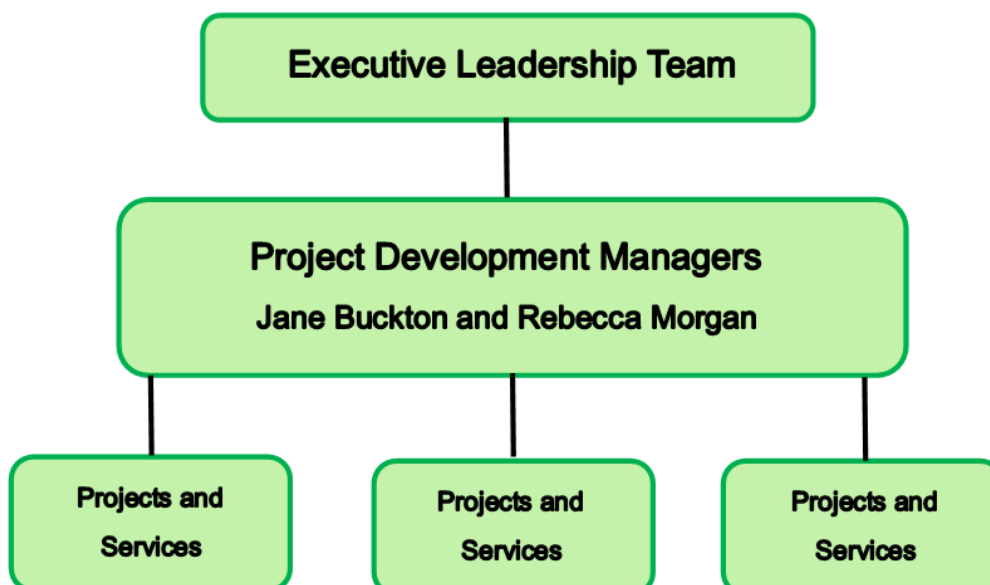 Executive Leadership Team
Project Development Managers
Jane Buckton and Rebecca Morgan
Projects and
Services
Projects and
Services
Projects and
Services